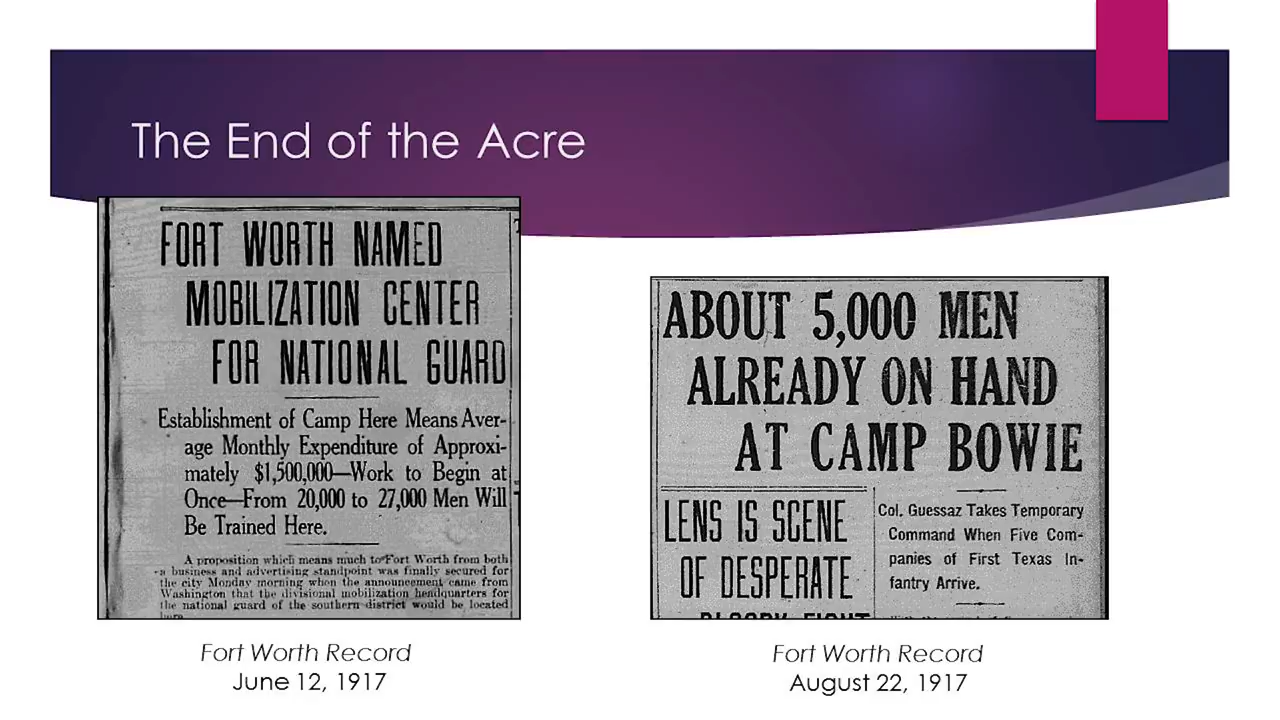 The End of the Acre
FORT WORTH NAMED
MOBILIZATION CENTER
FOR NATIONAL GUARD
Establishment of Camp Here Means Aver-
age Monthly Expenditure of Approxi-
mately $1,500,000—Work to Begin at
Once—From 20,000 to 27,000 Men Will
Be Trained Here.
A proposition which means much to Fort Worth from both
a business and advertising standpoint was finally secured for
the city Monday morning when the announcement came from
Washington that the divisional mobilization headquarters for
the national guard of the southern district would be located
Fort Worth Record
June 12, 1917
ABOUT 5,000 MEN
ALREADY ON HAND
AT CAMP BOWIE
LENS IS SCENE
OF DESPERATE
Col. Guessaz Takes Temporary
Command When Five Com-
panies of First Texas In-
fantry Arrive.
Fort Worth Record
August 22, 1917